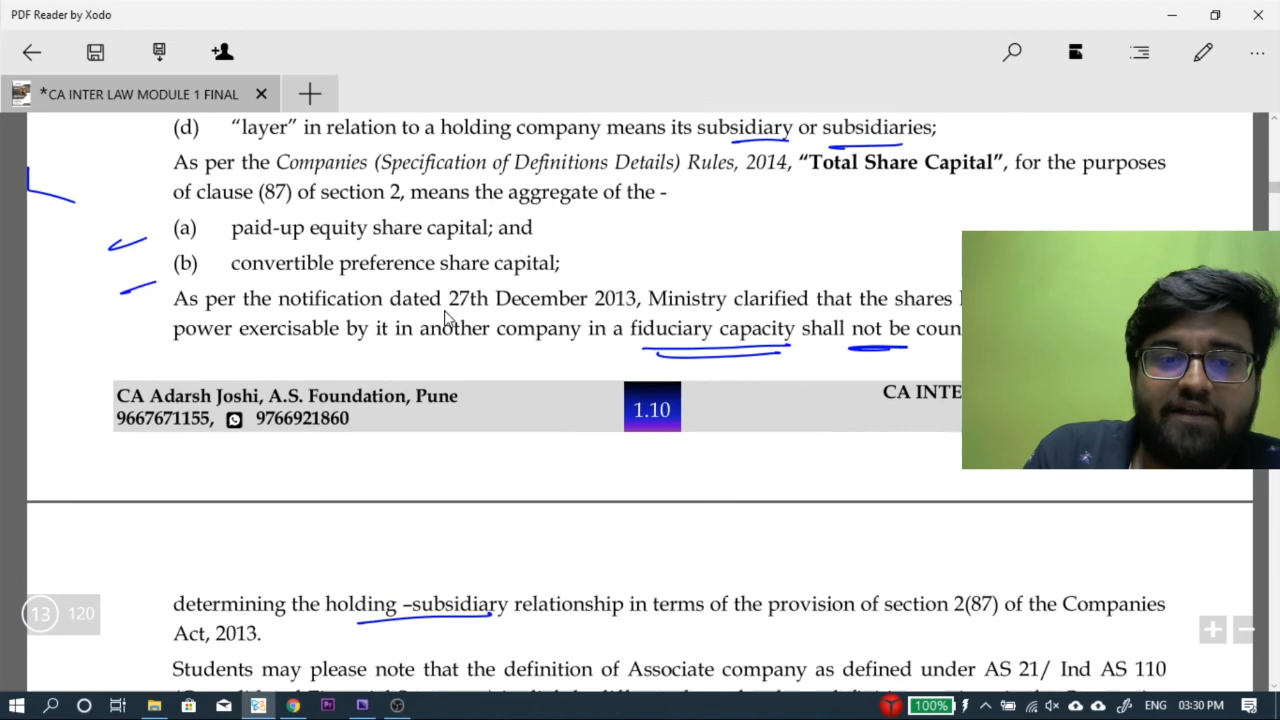 PDF Reader by Xodo
*CA INTER LAW MODULE 1 FINAL
(d) “layer” in relation to a holding company means its subsidiary or subsidiaries;
As per the Companies (Specification of Definitions Details) Rules, 2014, “Total Share Capital”, for the purposes
of clause (87) of section 2, means the aggregate of the -
(a) paid-up equity share capital; and
(b) convertible preference share capital;
As per the notification dated 27th December 2013, Ministry clarified that the shares
power exercisable by it in another company in a fiduciary capacity shall not be
CA Adarsh Joshi, A.S. Foundation, Pune
9667671155, 9766921860
1.10
CA INTE
determining the holding –subsidiary relationship in terms of the provision of section 2(87) of the Companies
Act, 2013.
Students may please note that the definition of Associate company as defined under AS 21/ Ind AS 110
13 120
100% ENG 03:30 PM